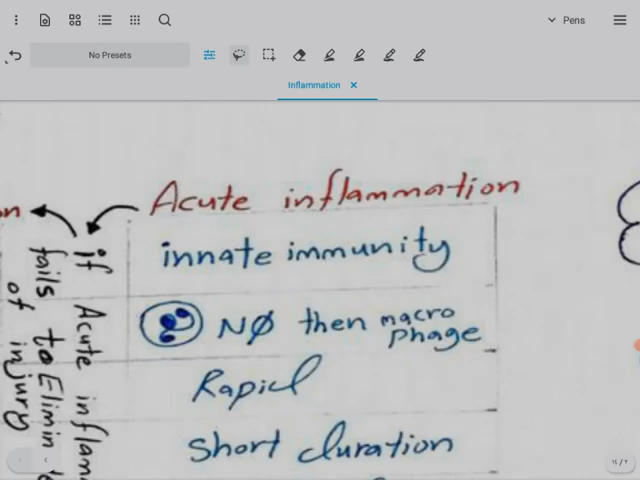 Pens
No Presets
Inflammation
Acute inflammation
innate immunity
NØ then macro
phage
Rapid
short duration
if Acute inflam
fails to Elimin
of injury